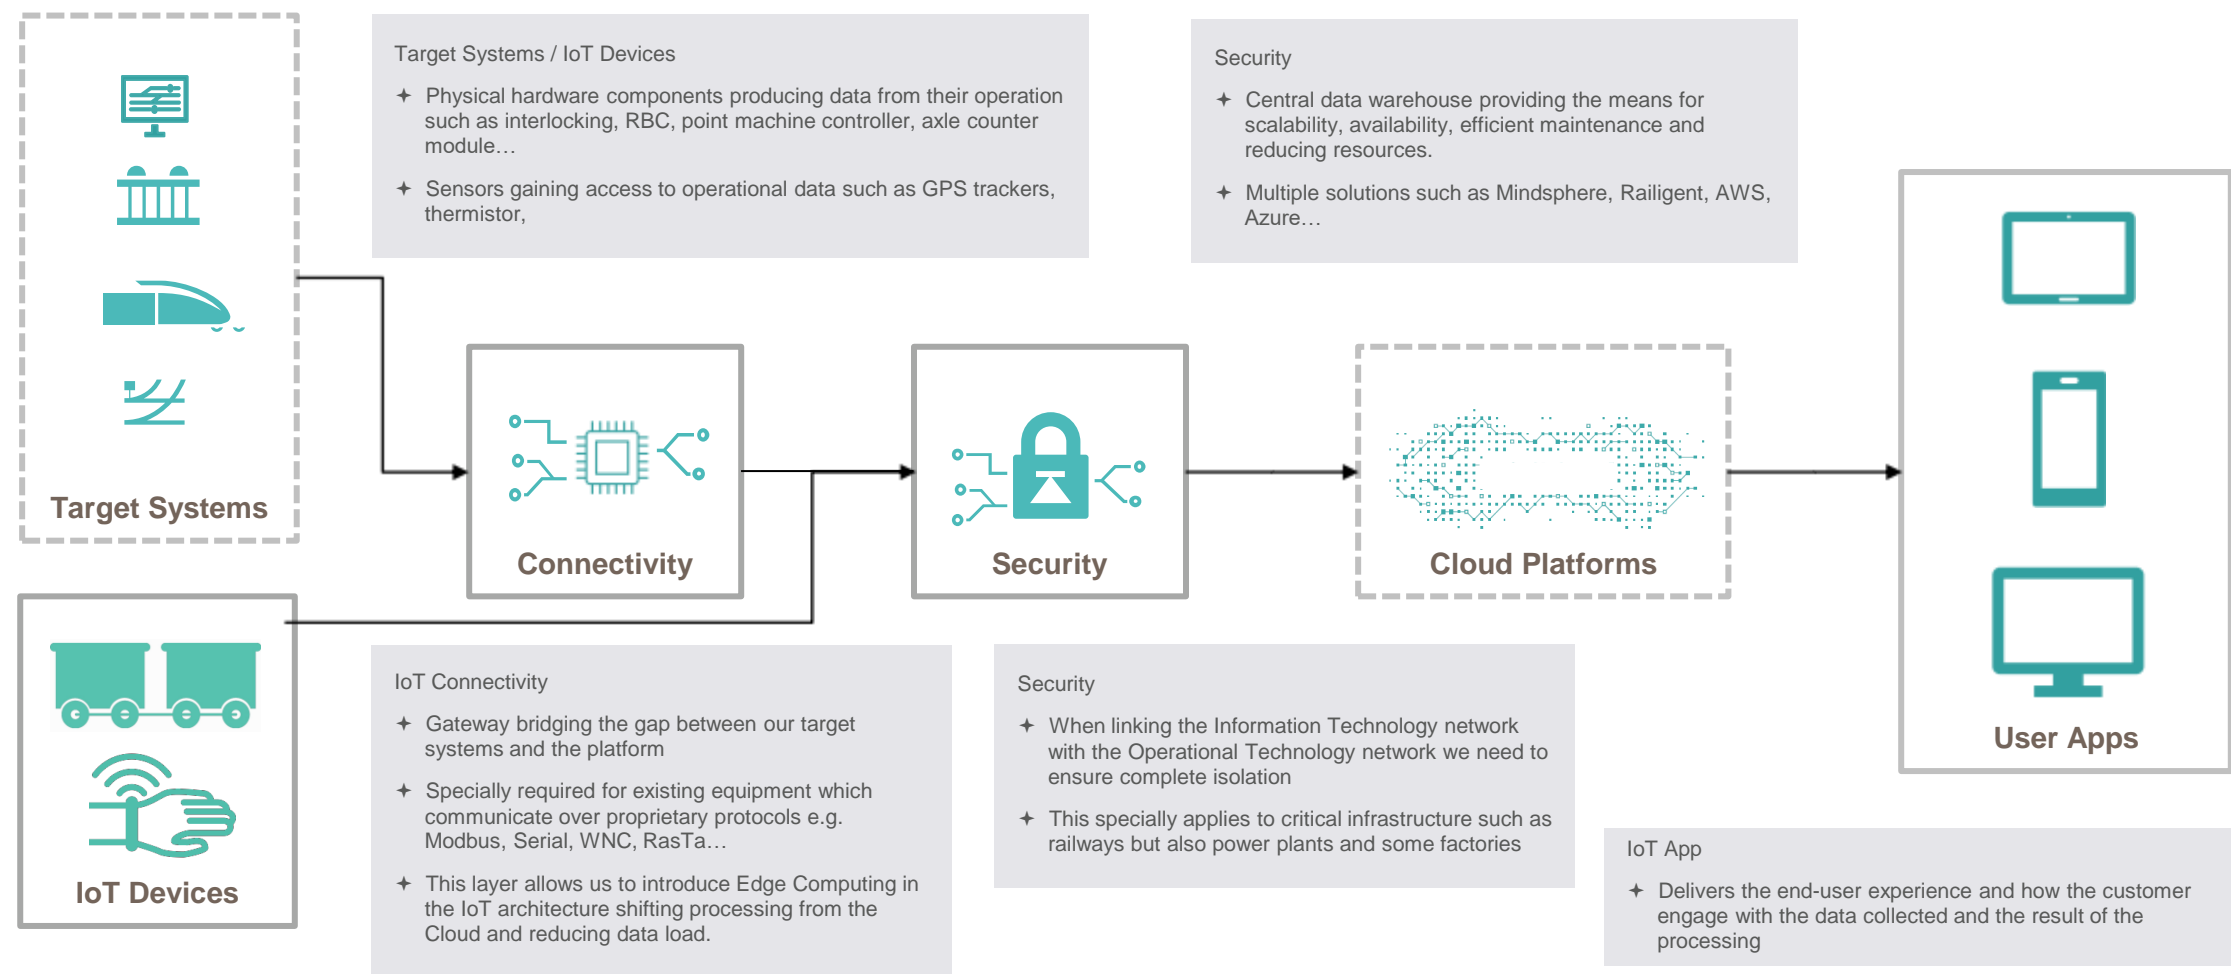 Target Systems / IoT Devices
Physical hardware components producing data from their operation
such as interlocking, RBC, point machine controller, axle counter
module…
Sensors gaining access to operational data such as GPS trackers,
thermistor,
Security
Central data warehouse providing the means for
scalability, availability, efficient maintenance and
reducing resources.
Multiple solutions such as Mindsphere, Railigent, AWS,
Azure…
Target Systems
Connectivity
Security
Cloud Platforms
User Apps
IoT Devices
IoT Connectivity
Gateway bridging the gap between our target
systems and the platform
Specially required for existing equipment which
communicate over proprietary protocols e.g.
Modbus, Serial, WNC, RasTa…
This layer allows us to introduce Edge Computing in
the IoT architecture shifting processing from the
Cloud and reducing data load.
Security
When linking the Information Technology network
with the Operational Technology network we need to
ensure complete isolation
This specially applies to critical infrastructure such as
railways but also power plants and some factories
IoT App
Delivers the end-user experience and how the customer
engage with the data collected and the result of the
processing